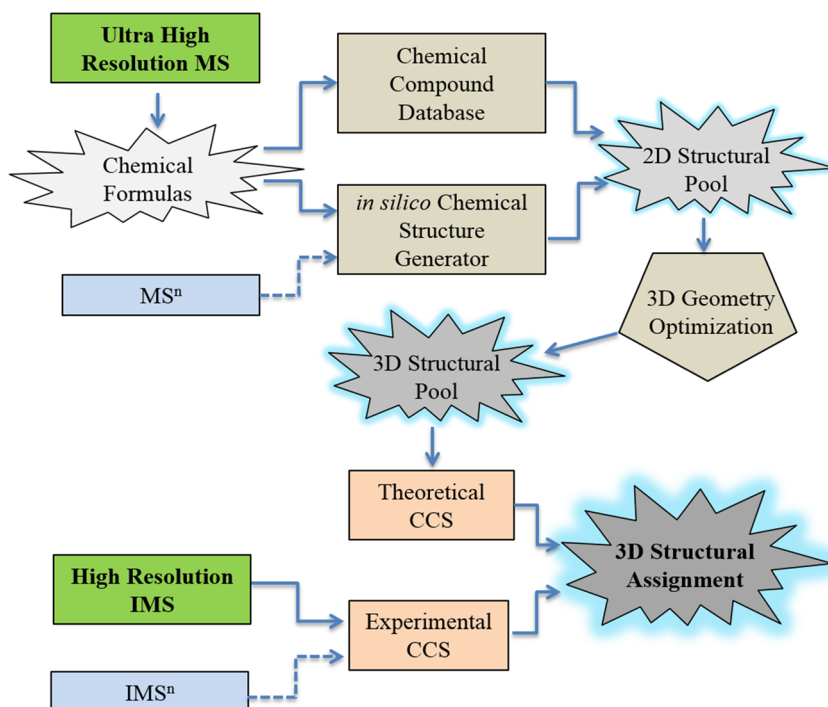 Ultra High
Resolution MS
Chemical
Compound
Database
Chemical
Formulas
2D Structural
Pool
in silico Chemical
Structure
Generator
MSⁿ
3D Geometry
Optimization
3D Structural
Pool
Theoretical
CCS
3D Structural
Assignment
High Resolution
IMS
Experimental
CCS
IMSⁿ